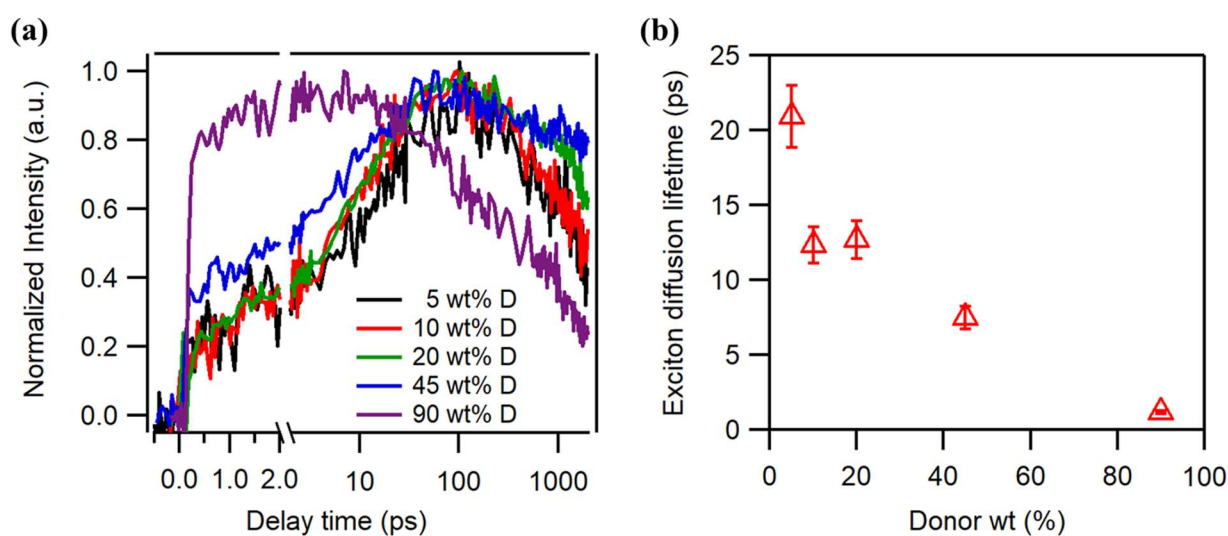 (a)
Normalized Intensity (a.u.)
1.0
0.8
0.6
0.4
0.2
0.0
5 wt% D
10 wt% D
20 wt% D
45 wt% D
90 wt% D
0.0 1.0 2.0 10 100 1000
Delay time (ps)
(b)
Exciton diffusion lifetime (ps)
25
20
15
10
5
0
0 20 40 60 80 100
Donor wt (%)